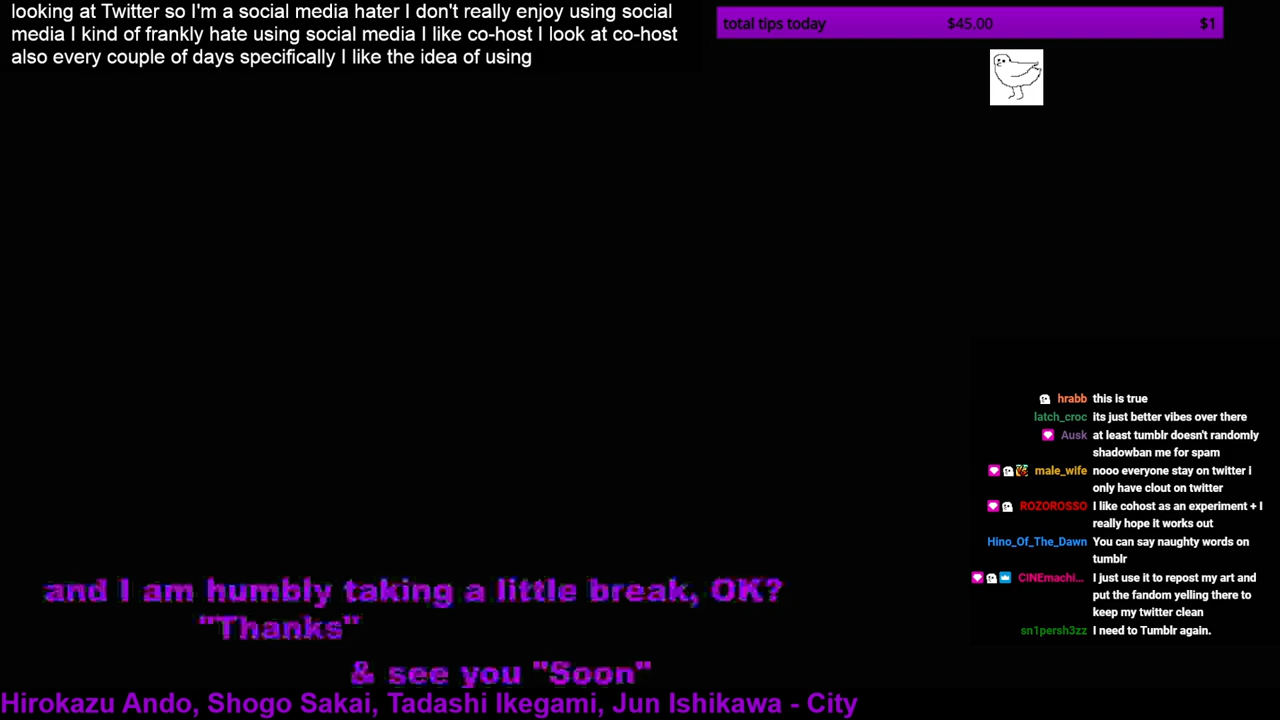 looking at Twitter so I'm a social media hater I don't really enjoy using social
media I kind of frankly hate using social media I like co-host I look at co-host
also every couple of days specifically I like the idea of using
total tips today $45.00 $1
hrabb this is true
latch_croc its just better vibes over there
Ausk at least tumblr doesn't randomly
shadowban me for spam
male_wife nooo everyone stay on twitter i
only have clout on twitter
ROZOROSSO I like cohost as an experiment + I
really hope it works out
Hino_Of_The_Dawn You can say naughty words on
tumblr
CINEmachi... I just use it to repost my art and
put the fandom yelling there to
keep my twitter clean
sn1persh3zz I need to Tumblr again.
and I am humbly taking a little break, OK?
"Thanks"
& see you "Soon"
Hirokazu Ando, Shogo Sakai, Tadashi Ikegami, Jun Ishikawa - City